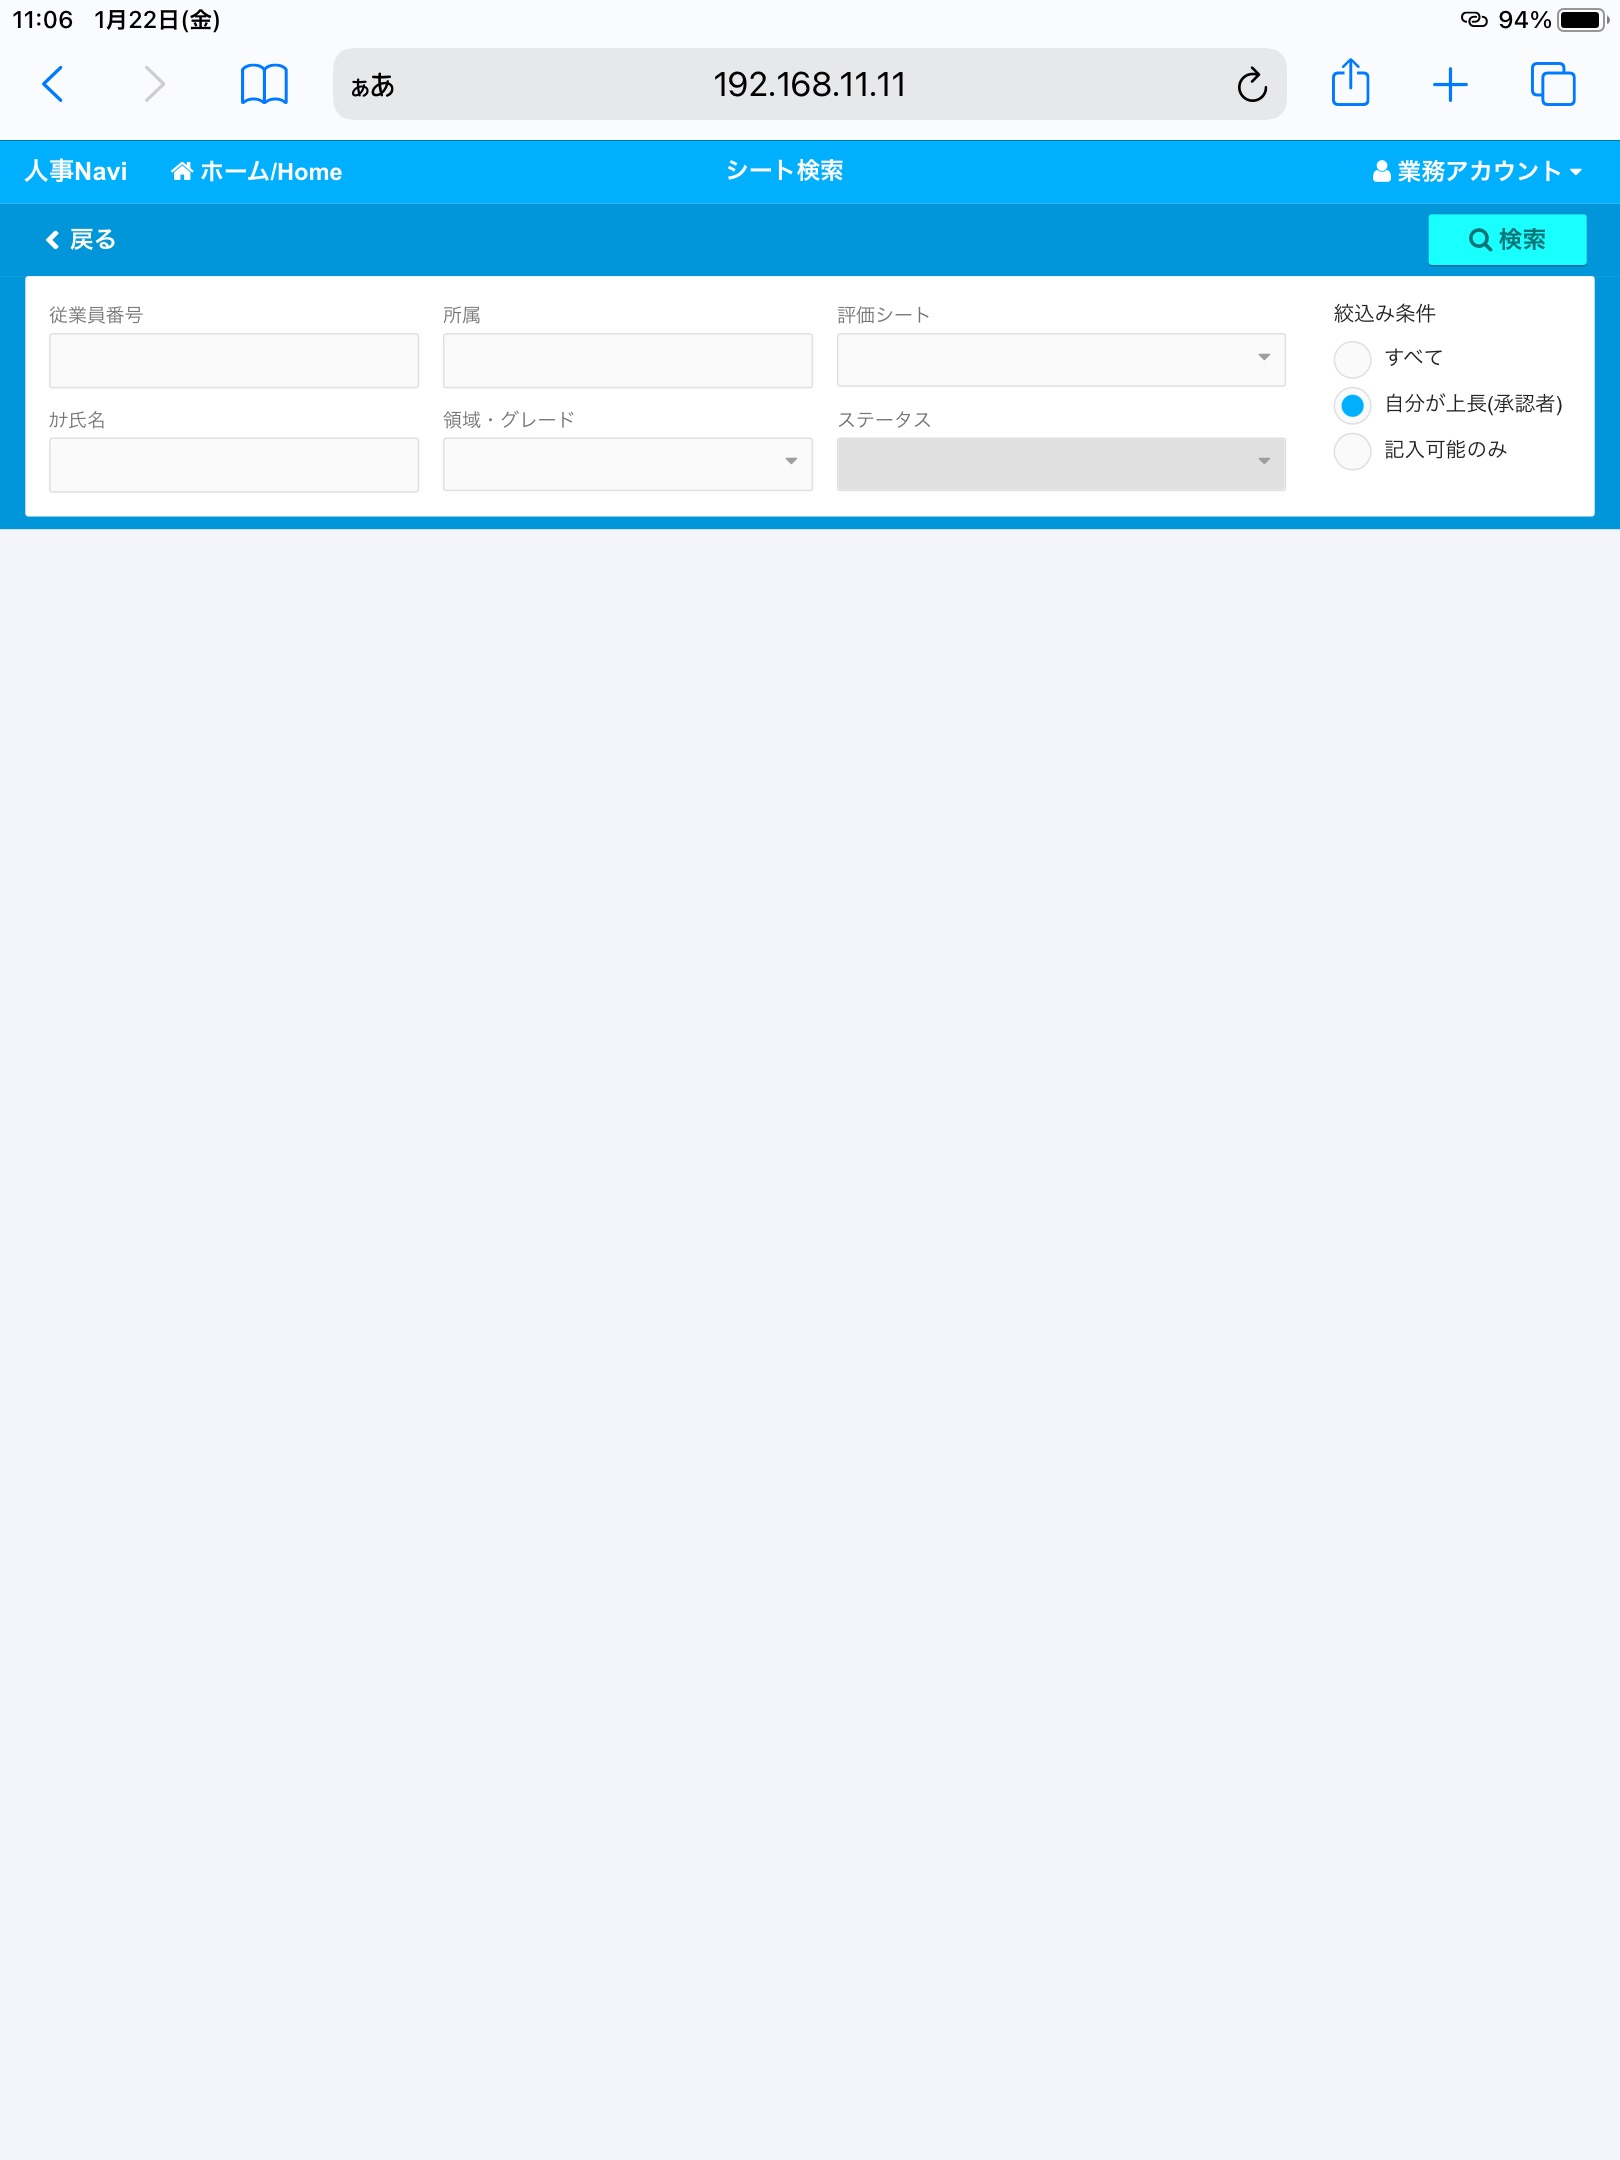 11:06 1月22日(金) 94%
ぁあ 192.168.11.11
人事Navi ホーム/Home シート検索 業務アカウント
戻る 検索
従業員番号 所属 評価シート 絞込み条件
すべて
自分が上長(承認者)
ｶﾅ氏名 領域・グレード ステータス
記入可能のみ